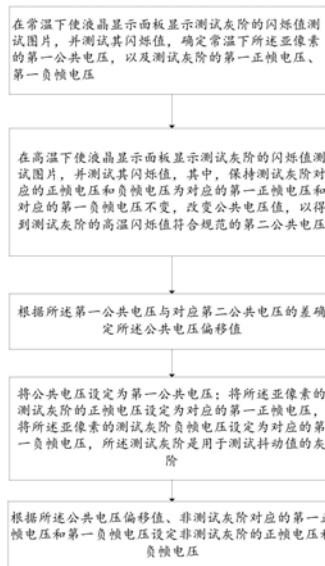 在常温下使液晶显示面板显示测试灰阶的闪烁值测
试图片，并测试其闪烁值，确定常温下所述亚像素
的第一公共电压，以及测试灰阶的第一正帧电压、
第一负帧电压
在高温下使液晶显示面板显示测试灰阶的闪烁值测
试图片，并测试其闪烁值，其中，保持测试灰阶对
应的正帧电压和负帧电压为对应的第一正帧电压和
对应的第一负帧电压不变，改变公共电压值，以得
到测试灰阶的高温闪烁值符合规范的第二公共电压
根据所述第一公共电压与对应第二公共电压的差确
定所述公共电压偏移值
将公共电压设定为第一公共电压；将所述亚像素的
测试灰阶的正帧电压设定为对应的第一正帧电压，
将所述亚像素的测试灰阶负帧电压设定为对应的第
一负帧电压，所述测试灰阶是用于测试抖动值的灰
阶
根据所述公共电压偏移值、非测试灰阶对应的第一正
帧电压和第一负帧电压设定非测试灰阶的正帧电压和
负帧电压